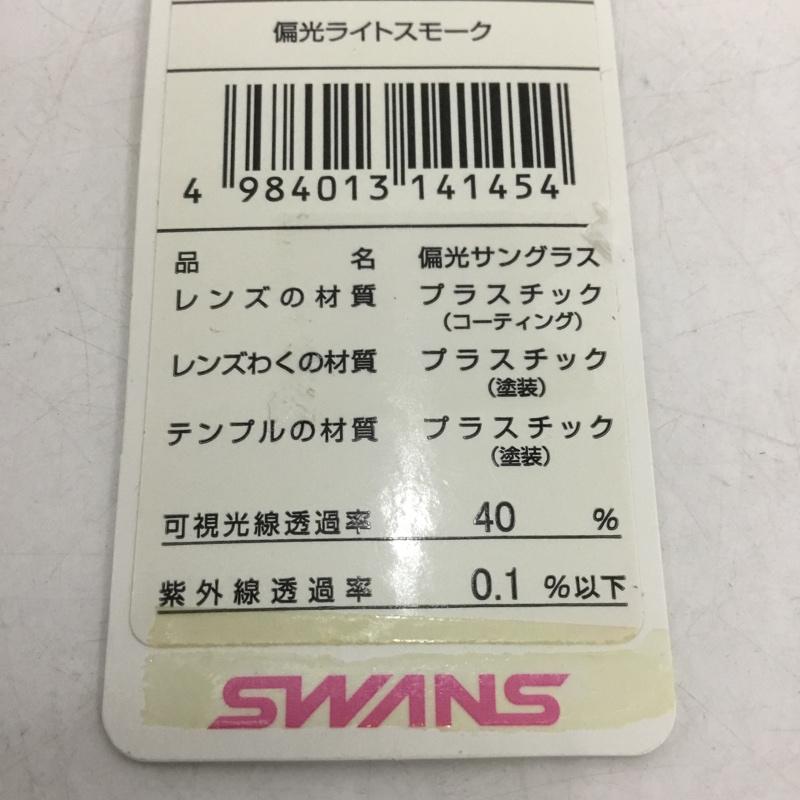 偏光ライトスモーク
4 984013 141454
品名 偏光サングラス
レンズの材質 プラスチック
(コーティング)
レンズわくの材質 プラスチック
(塗装)
テンプルの材質 プラスチック
(塗装)
可視光線透過率 40 %
紫外線透過率 0.1 %以下
SWANS